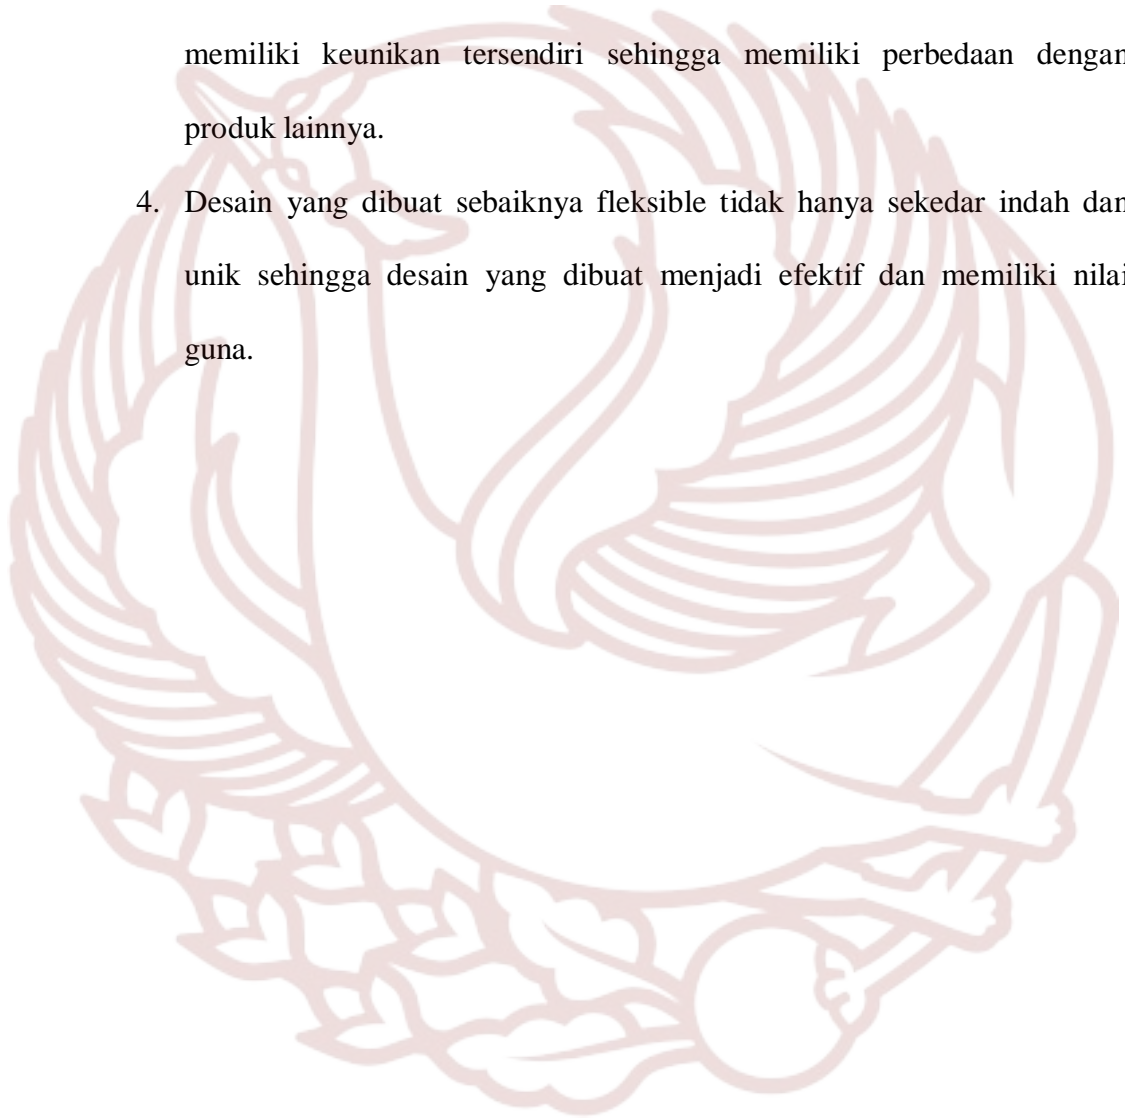 memiliki keunikan tersendiri sehingga memiliki perbedaan dengan
produk lainnya.
4. Desain yang dibuat sebaiknya fleksible tidak hanya sekedar indah dan
unik sehingga desain yang dibuat menjadi efektif dan memiliki nilai
guna.